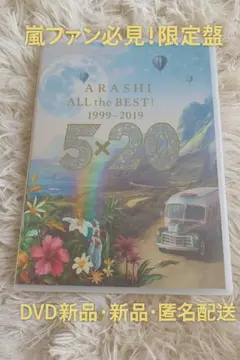 嵐ファン必見!限定盤
ARASHI
ALL the BEST!
1999-2019
5×20
DVD新品・新品・匿名配送